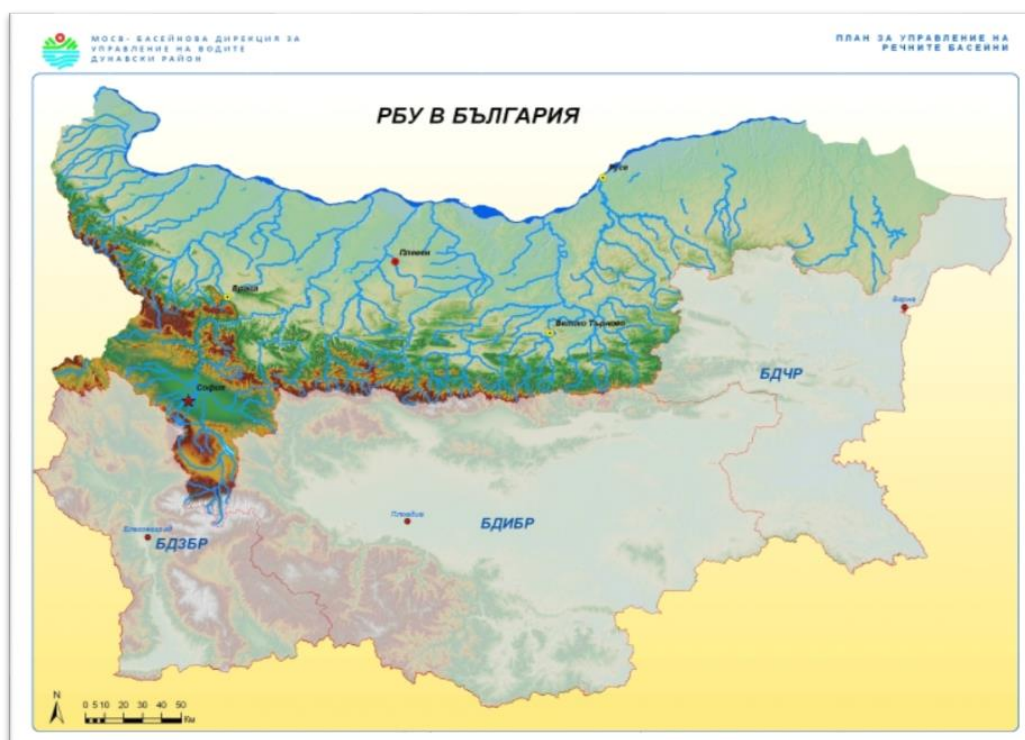 МОСВ- БАСЕЙНОВА ДИРЕКЦИЯ ЗА
УПРАВЛЕНИЕ НА ВОДИТЕ
ДУНАВСКИ РАЙОН
ПЛАН ЗА УПРАВЛЕНИЕ НА
РЕЧНИТЕ БАСЕЙНИ
РБУ В БЪЛГАРИЯ
Русе
Плевен
Враца
Варна
Велико Търново
БДЧР
София
Пловдив
БДИБР
Благоевград
БДЗБР
N
0 5 10 20 30 40 50
Км